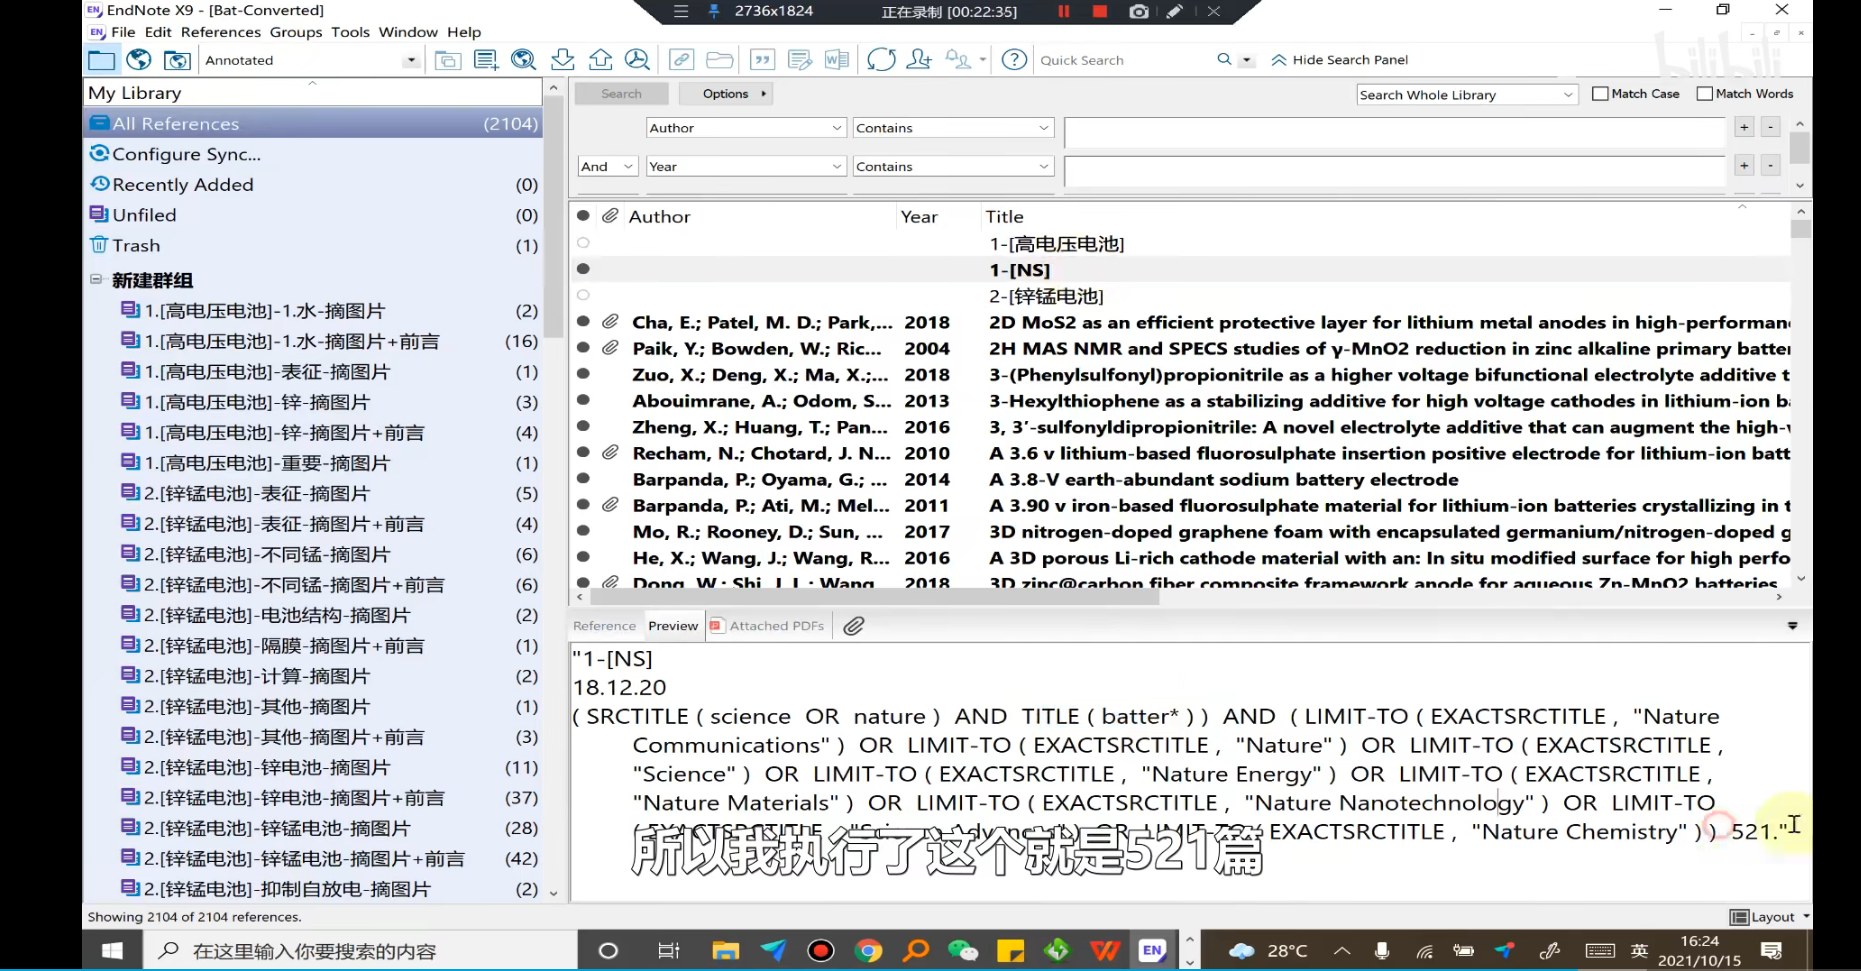 EndNote X9 - [Bat-Converted]
2736x1824
正在录制 [00:22:35]
File Edit References Groups Tools Window Help
bilibili
Annotated
Quick Search
Hide Search Panel
My Library
All References (2104)
Configure Sync...
Recently Added (0)
Unfiled (0)
Trash (1)
新建群组
1.[高电压电池]-1.水-摘图片 (2)
1.[高电压电池]-1.水-摘图片+前言 (16)
1.[高电压电池]-表征-摘图片 (1)
1.[高电压电池]-锌-摘图片 (3)
1.[高电压电池]-锌-摘图片+前言 (4)
1.[高电压电池]-重要-摘图片 (1)
2.[锌锰电池]-表征-摘图片 (5)
2.[锌锰电池]-表征-摘图片+前言 (4)
2.[锌锰电池]-不同锰-摘图片 (6)
2.[锌锰电池]-不同锰-摘图片+前言 (6)
2.[锌锰电池]-电池结构-摘图片 (2)
2.[锌锰电池]-隔膜-摘图片+前言 (1)
2.[锌锰电池]-计算-摘图片 (2)
2.[锌锰电池]-其他-摘图片 (1)
2.[锌锰电池]-其他-摘图片+前言 (3)
2.[锌锰电池]-锌电池-摘图片 (11)
2.[锌锰电池]-锌电池-摘图片+前言 (37)
2.[锌锰电池]-锌锰电池-摘图片 (28)
2.[锌锰电池]-锌锰电池-摘图片+前言 (42)
2.[锌锰电池]-抑制自放电-摘图片 (2)
Search Options Search Whole Library Match Case Match Words
Author Contains + -
And Year Contains + -
Author Year Title
1-[高电压电池]
1-[NS]
2-[锌锰电池]
Cha, E.; Patel, M. D.; Park,... 2018 2D MoS2 as an efficient protective layer for lithium metal anodes in high-performan
Paik, Y.; Bowden, W.; Ric... 2004 2H MAS NMR and SPECS studies of γ-MnO2 reduction in zinc alkaline primary batte
Zuo, X.; Deng, X.; Ma, X.;... 2018 3-(Phenylsulfonyl)propionitrile as a higher voltage bifunctional electrolyte additive t
Abouimrane, A.; Odom, S... 2013 3-Hexylthiophene as a stabilizing additive for high voltage cathodes in lithium-ion b
Zheng, X.; Huang, T.; Pan... 2016 3, 3′-sulfonyldipropionitrile: A novel electrolyte additive that can augment the high-v
Recham, N.; Chotard, J. N... 2010 A 3.6 v lithium-based fluorosulphate insertion positive electrode for lithium-ion batt
Barpanda, P.; Oyama, G.; ... 2014 A 3.8-V earth-abundant sodium battery electrode
Barpanda, P.; Ati, M.; Mel... 2011 A 3.90 v iron-based fluorosulphate material for lithium-ion batteries crystallizing in t
Mo, R.; Rooney, D.; Sun, ... 2017 3D nitrogen-doped graphene foam with encapsulated germanium/nitrogen-doped g
He, X.; Wang, J.; Wang, R... 2016 A 3D porous Li-rich cathode material with an: In situ modified surface for high perfo
Dong, W.; Shi, J. L.; Wang 2018 3D zinc@carbon fiber composite framework anode for aqueous Zn-MnO2 batteries
Reference Preview Attached PDFs
"1-[NS]
18.12.20
( SRCTITLE ( science OR nature ) AND TITLE ( batter* ) ) AND ( LIMIT-TO ( EXACTSRCTITLE , "Nature
Communications" ) OR LIMIT-TO ( EXACTSRCTITLE , "Nature" ) OR LIMIT-TO ( EXACTSRCTITLE ,
"Science" ) OR LIMIT-TO ( EXACTSRCTITLE , "Nature Energy" ) OR LIMIT-TO ( EXACTSRCTITLE ,
"Nature Materials" ) OR LIMIT-TO ( EXACTSRCTITLE , "Nature Nanotechnology" ) OR LIMIT-TO
EXACTSRCTITLE , "Nature Chemistry" ) ) 521."
所以我执行了这个就是521篇
Showing 2104 of 2104 references.
Layout
在这里输入你要搜索的内容
EN
28°C
英
16:24
2021/10/15